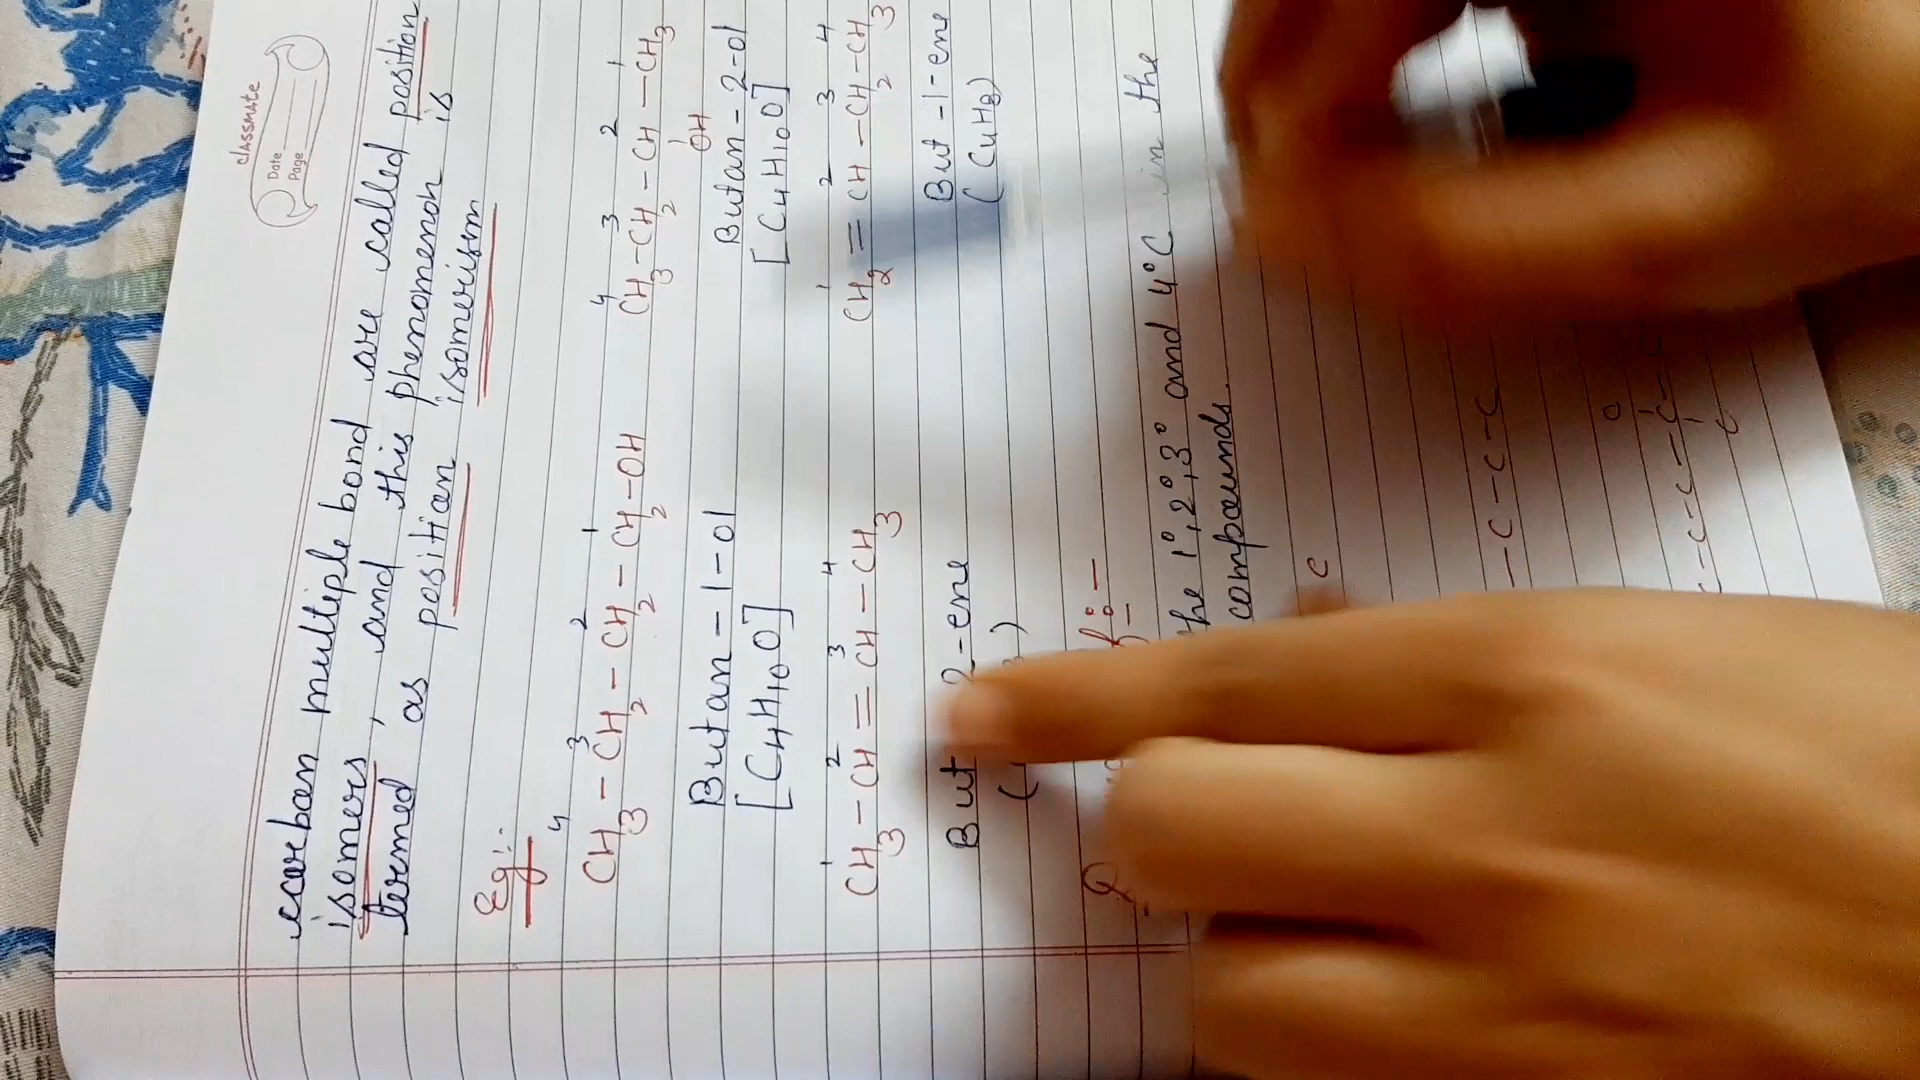 classmate
Date
Page
carbon multiple bond are called position
isomers, and this phenomenon is
termed as position isomerism
Eg:-
4 3 2 1
CH3-CH2-CH2-CH2-OH
4 3 2 1
CH3-CH2-CH-CH3
OH
Butan-1-ol
Butan-2-ol
[C4H10O]
[C4H10O]
1 2 3 4
CH3-CH=CH-CH3
1 2 3 4
CH2=CH-CH2-CH3
But 2-ene
But-1-ene
(C4H8)
1°,2°,3° and 4°C in the
compounds.
C
-C-C-C
C
C-C-C-C-C
C